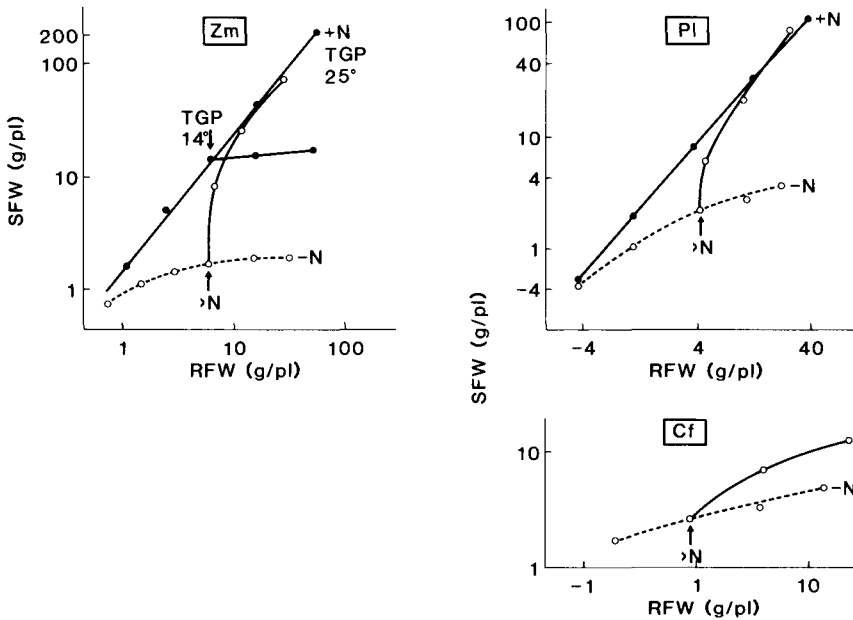 Zm
200
100
10
1
SFW (g/pl)
+N
TGP
25°
TGP
14°
-N
>N
1
10
100
RFW (g/pl)
Pl
100
40
10
4
1
-4
SFW (g/pl)
+N
-N
>N
-4
4
40
RFW (g/pl)
Cf
10
1
-N
>N
-1
1
10
RFW (g/pl)